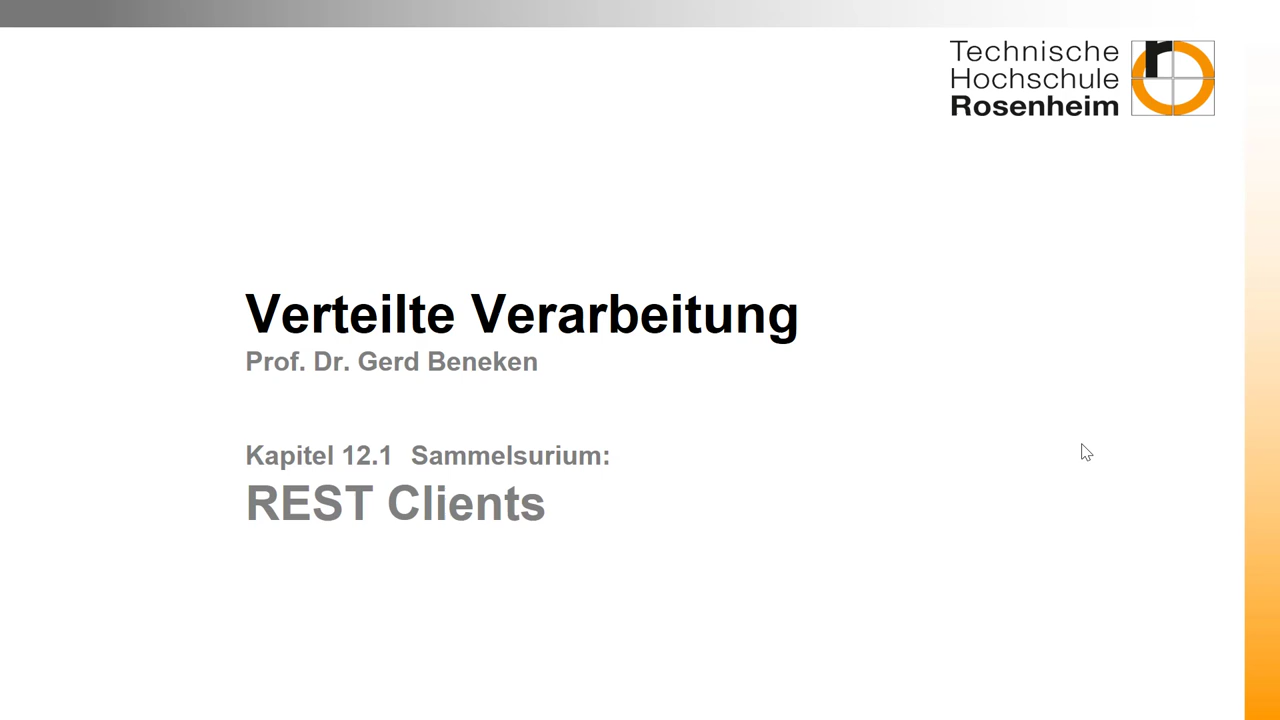 Technische
Hochschule
Rosenheim
Verteilte Verarbeitung
Prof. Dr. Gerd Beneken
Kapitel 12.1 Sammelsurium:
REST Clients